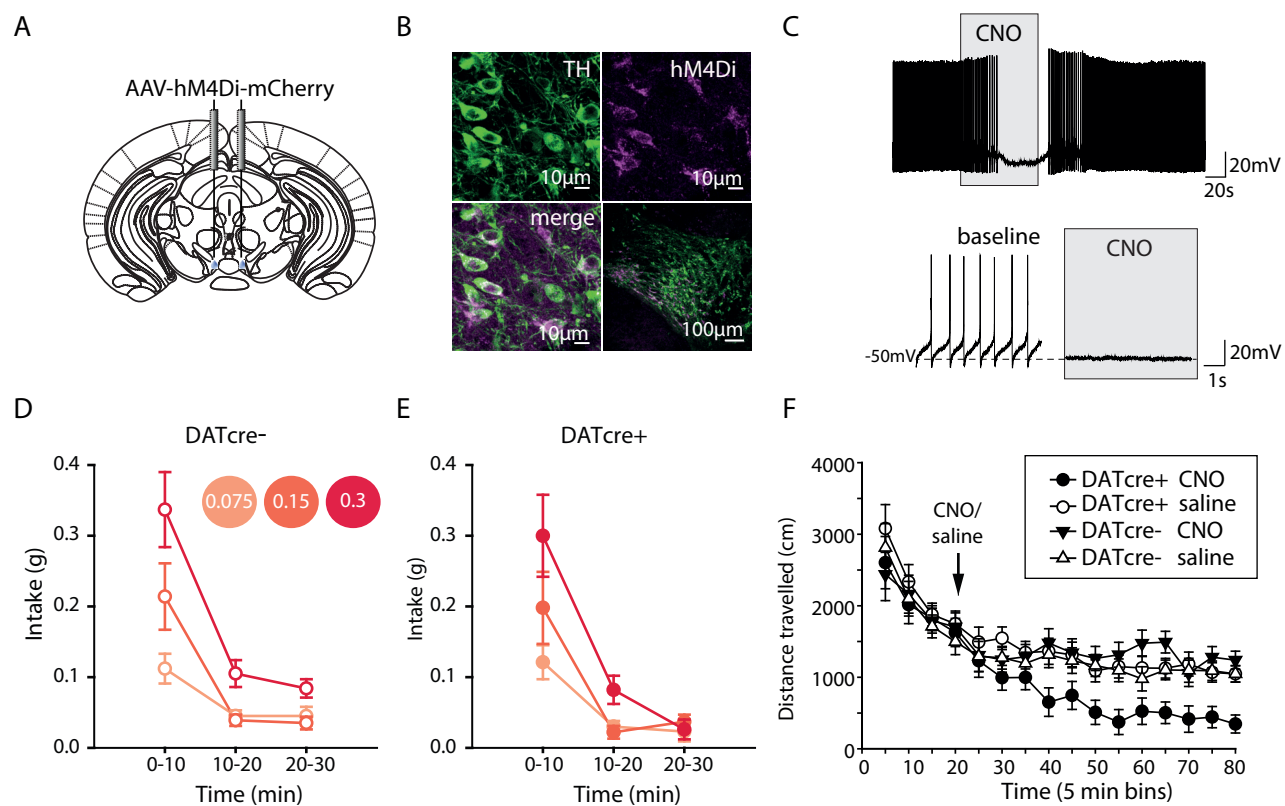 A
AAV-hM4Di-mCherry
B
TH
10µm
hM4Di
10µm
merge
10µm
100µm
C
CNO
20mV
20s
baseline
CNO
-50mV
20mV
1s
D
DATcre-
0.4
0.3
0.2
0.1
0.0
Intake (g)
0.075 0.15 0.3
0-10 10-20 20-30
Time (min)
E
DATcre+
0.4
0.3
0.2
0.1
0.0
Intake (g)
0-10 10-20 20-30
Time (min)
F
4000
3000
2000
1000
0
Distance travelled (cm)
CNO/
saline
DATcre+ CNO
DATcre+ saline
DATcre- CNO
DATcre- saline
0 10 20 30 40 50 60 70 80
Time (5 min bins)